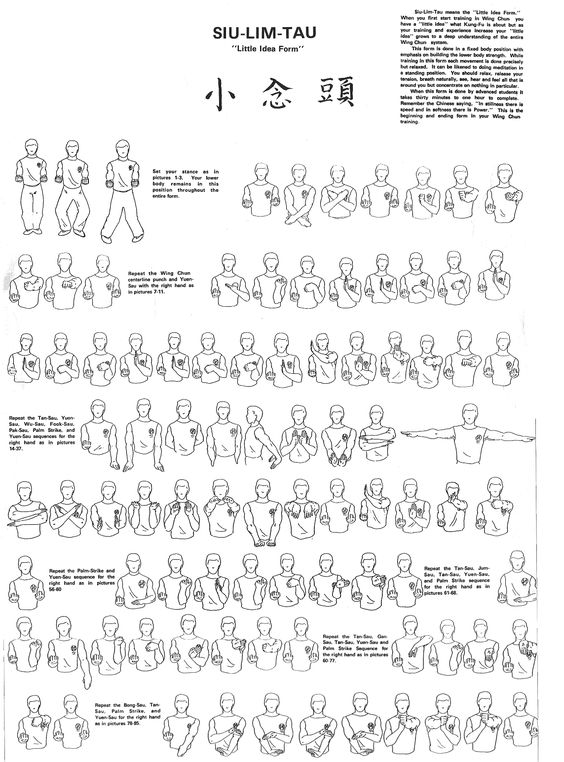 SIU-LIM-TAU
"Little Idea Form"
小念頭
Siu-Lim-Tau means the "Little Idea Form."
When you first start training in Wing Chun you
have a "little idea" what Kung-Fu is about but as
your training and experience increase your "little
idea" grows to a deep understanding of the entire
Wing Chun system.
This form is done in a fixed body position with
emphasis on building the lower body strength. While
training in this form each movement is done precisely
but relaxed. It can be likened to doing meditation in
a standing position. You should relax, release your
tension, breath naturally, see, hear and feel all that is
around you but concentrate on nothing in particular.
When this form is done by advanced students it
takes thirty minutes to one hour to complete.
Remember the Chinese saying, "In stillness there is
speed and in softness there is Power." This is the
beginning and ending form in your Wing Chun
training.
Set your stance as in
pictures 1-3. Your lower
body remains in this
position throughout the
entire form.
Repeat the Wing Chun
centerline punch and Yuen-
Sau with the right hand as
in pictures 7-11.
Repeat the Tan-Sau, Yuen-
Sau, Wu-Sau, Fook-Sau,
Pak-Sau, Palm Strike, and
Yuen-Sau sequences for the
right hand as in pictures
14-37.
Repeat the Palm-Strike and
Yuen-Sau sequence for the
right hand as in pictures
56-60
Repeat the Tan-Sau, Jum-
Sau, Tan-Sau, Yuen-Sau,
and Palm Strike sequence
for the right hand as in
pictures 61-68.
Repeat the Tan-Sau, Gan-
Sau, Tan-Sau, Yuen-Sau and
Palm Strike Sequence for
the right hand as in pictures
60-77.
Repeat the Bong-Sau, Tan-
Sau, Palm Strike, and
Yuen-Sau for the right hand
as in pictures 78-85.